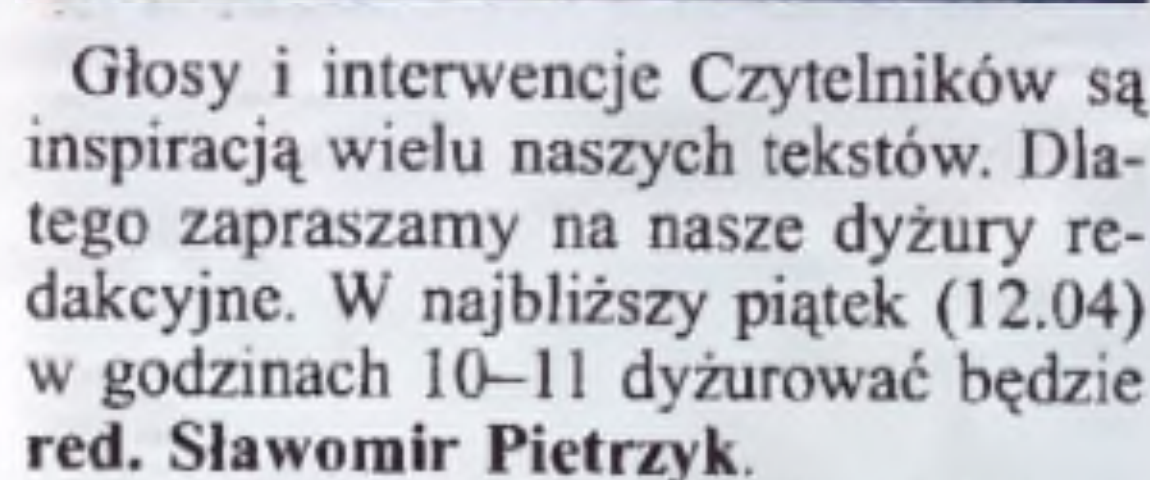 Głosy i interwencje Czytelników są
inspiracją wielu naszych tekstów. Dla-
tego zapraszamy na nasze dyżury re-
dakcyjne. W najbliższy piątek (12.04)
w godzinach 10–11 dyżurować będzie
red. Sławomir Pietrzyk.